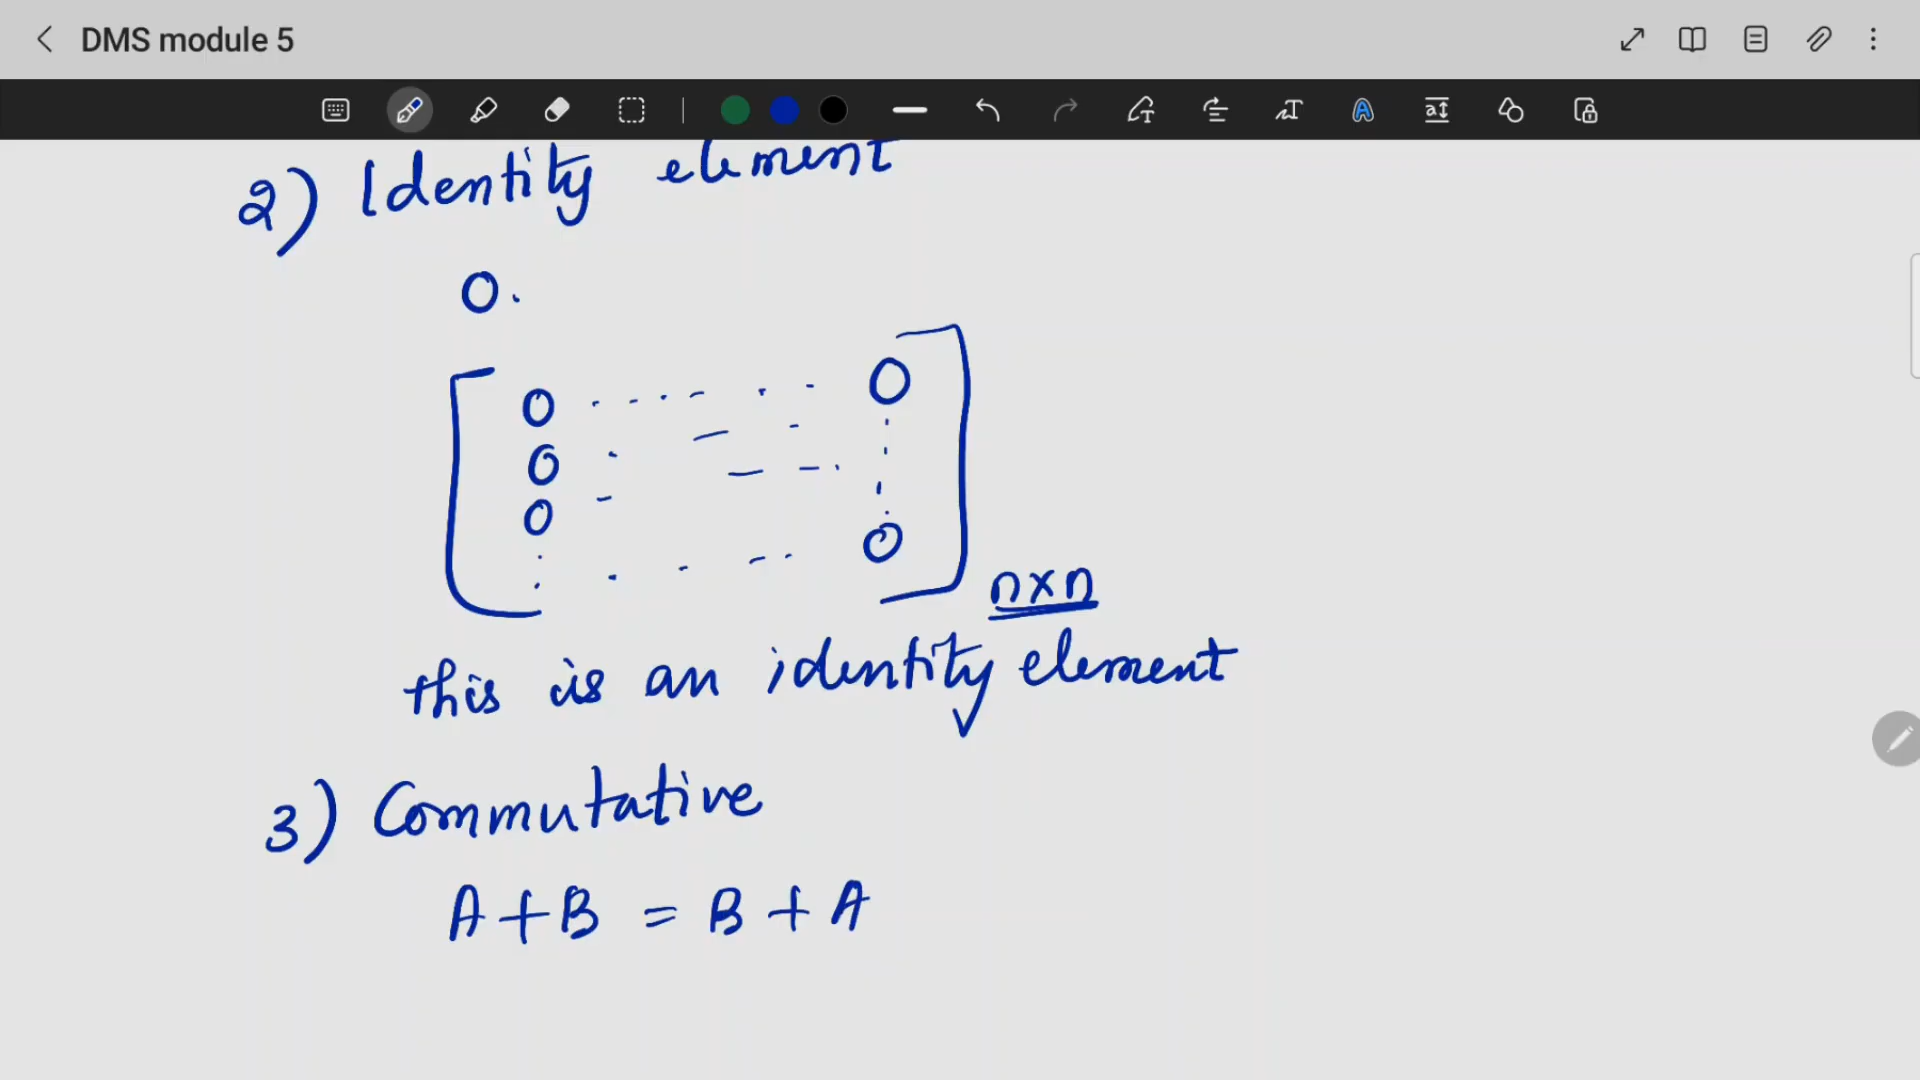 DMS module 5
2) Identity element
0.
0 . . . - . - 0
0 . - -
0 - - - .
. . . - - 0
n×n
this is an identity element
3) Commutative
A + B = B + A